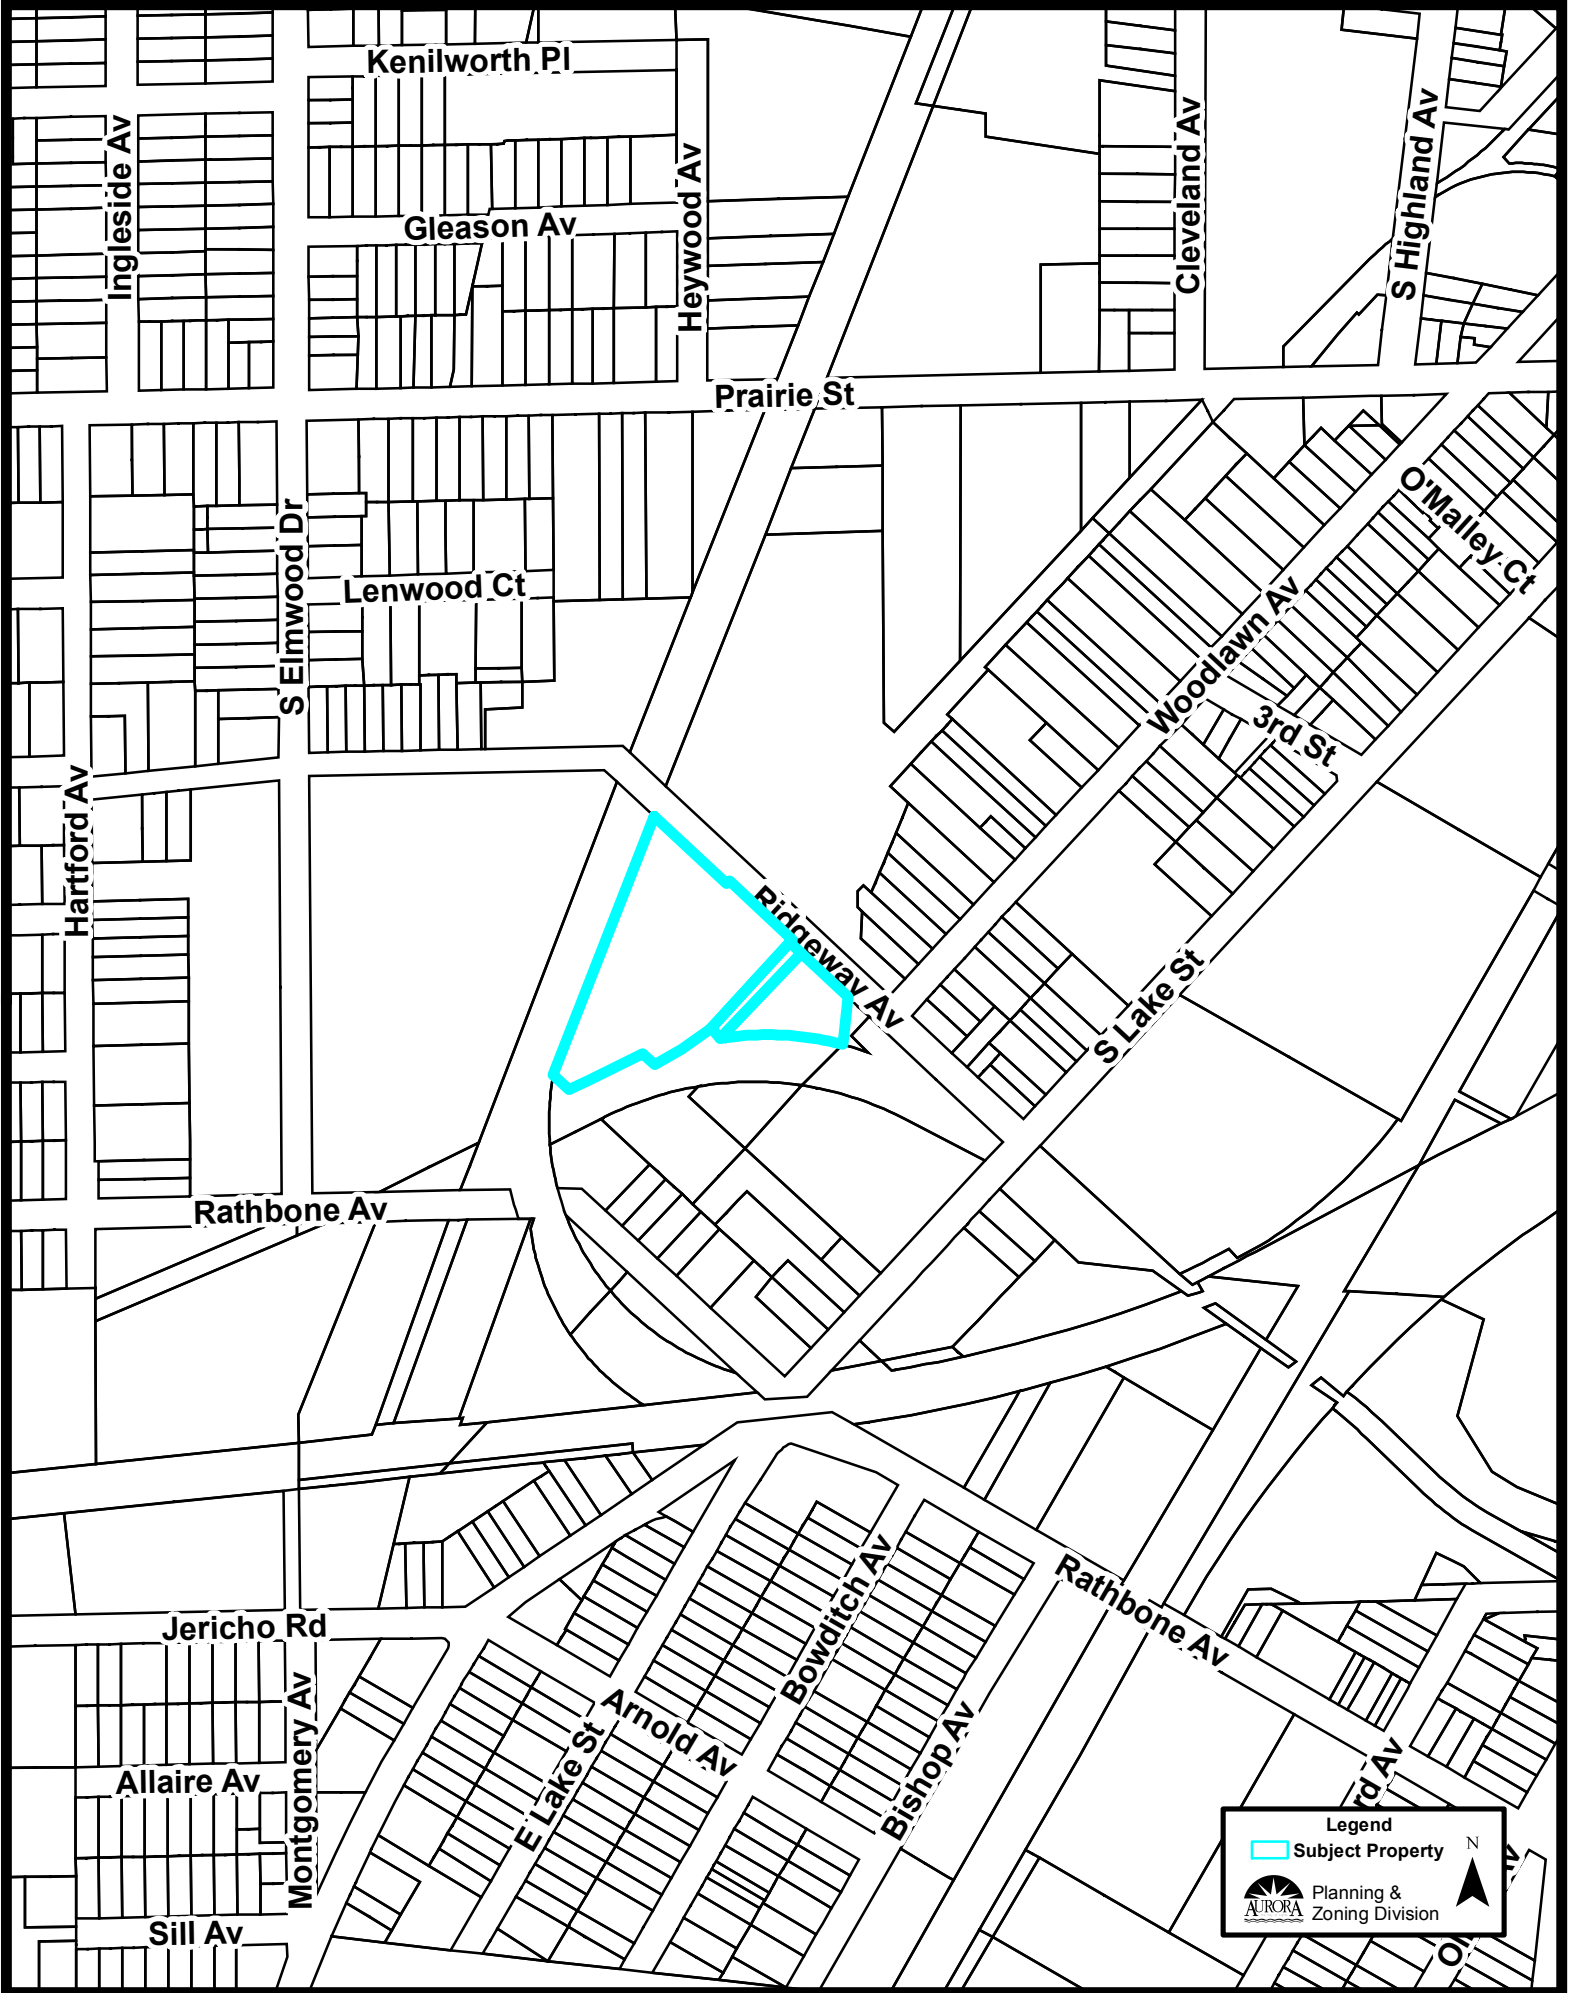 Kenilworth Pl
Ingleside Av
Gleason Av
Heywood Av
Cleveland Av
S Highland Av
Prairie St
O'Malley Ct
S Elmwood Dr
Lenwood Ct
Woodlawn Av
3rd St
Hartford Av
Ridgeway Av
S Lake St
Rathbone Av
Rathbone Av
Jericho Rd
Bowditch Av
Arnold Av
Montgomery Av
E Lake St
Bishop Av
Allaire Av
rd Av
Sill Av
Legend
Subject Property
N
AURORA
Planning &
Zoning Division